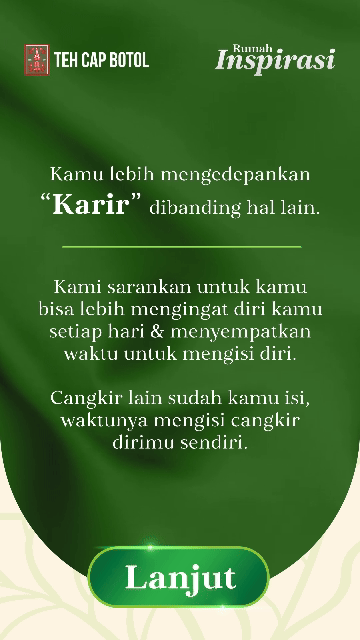 TEH CAP BOTOL
Rumah
Inspirasi
Kamu lebih mengedepankan
“Karir” dibanding hal lain.
Kami sarankan untuk kamu
bisa lebih mengingat diri kamu
setiap hari & menyempatkan
waktu untuk mengisi diri.
Cangkir lain sudah kamu isi,
waktunya mengisi cangkir
dirimu sendiri.
Lanjut